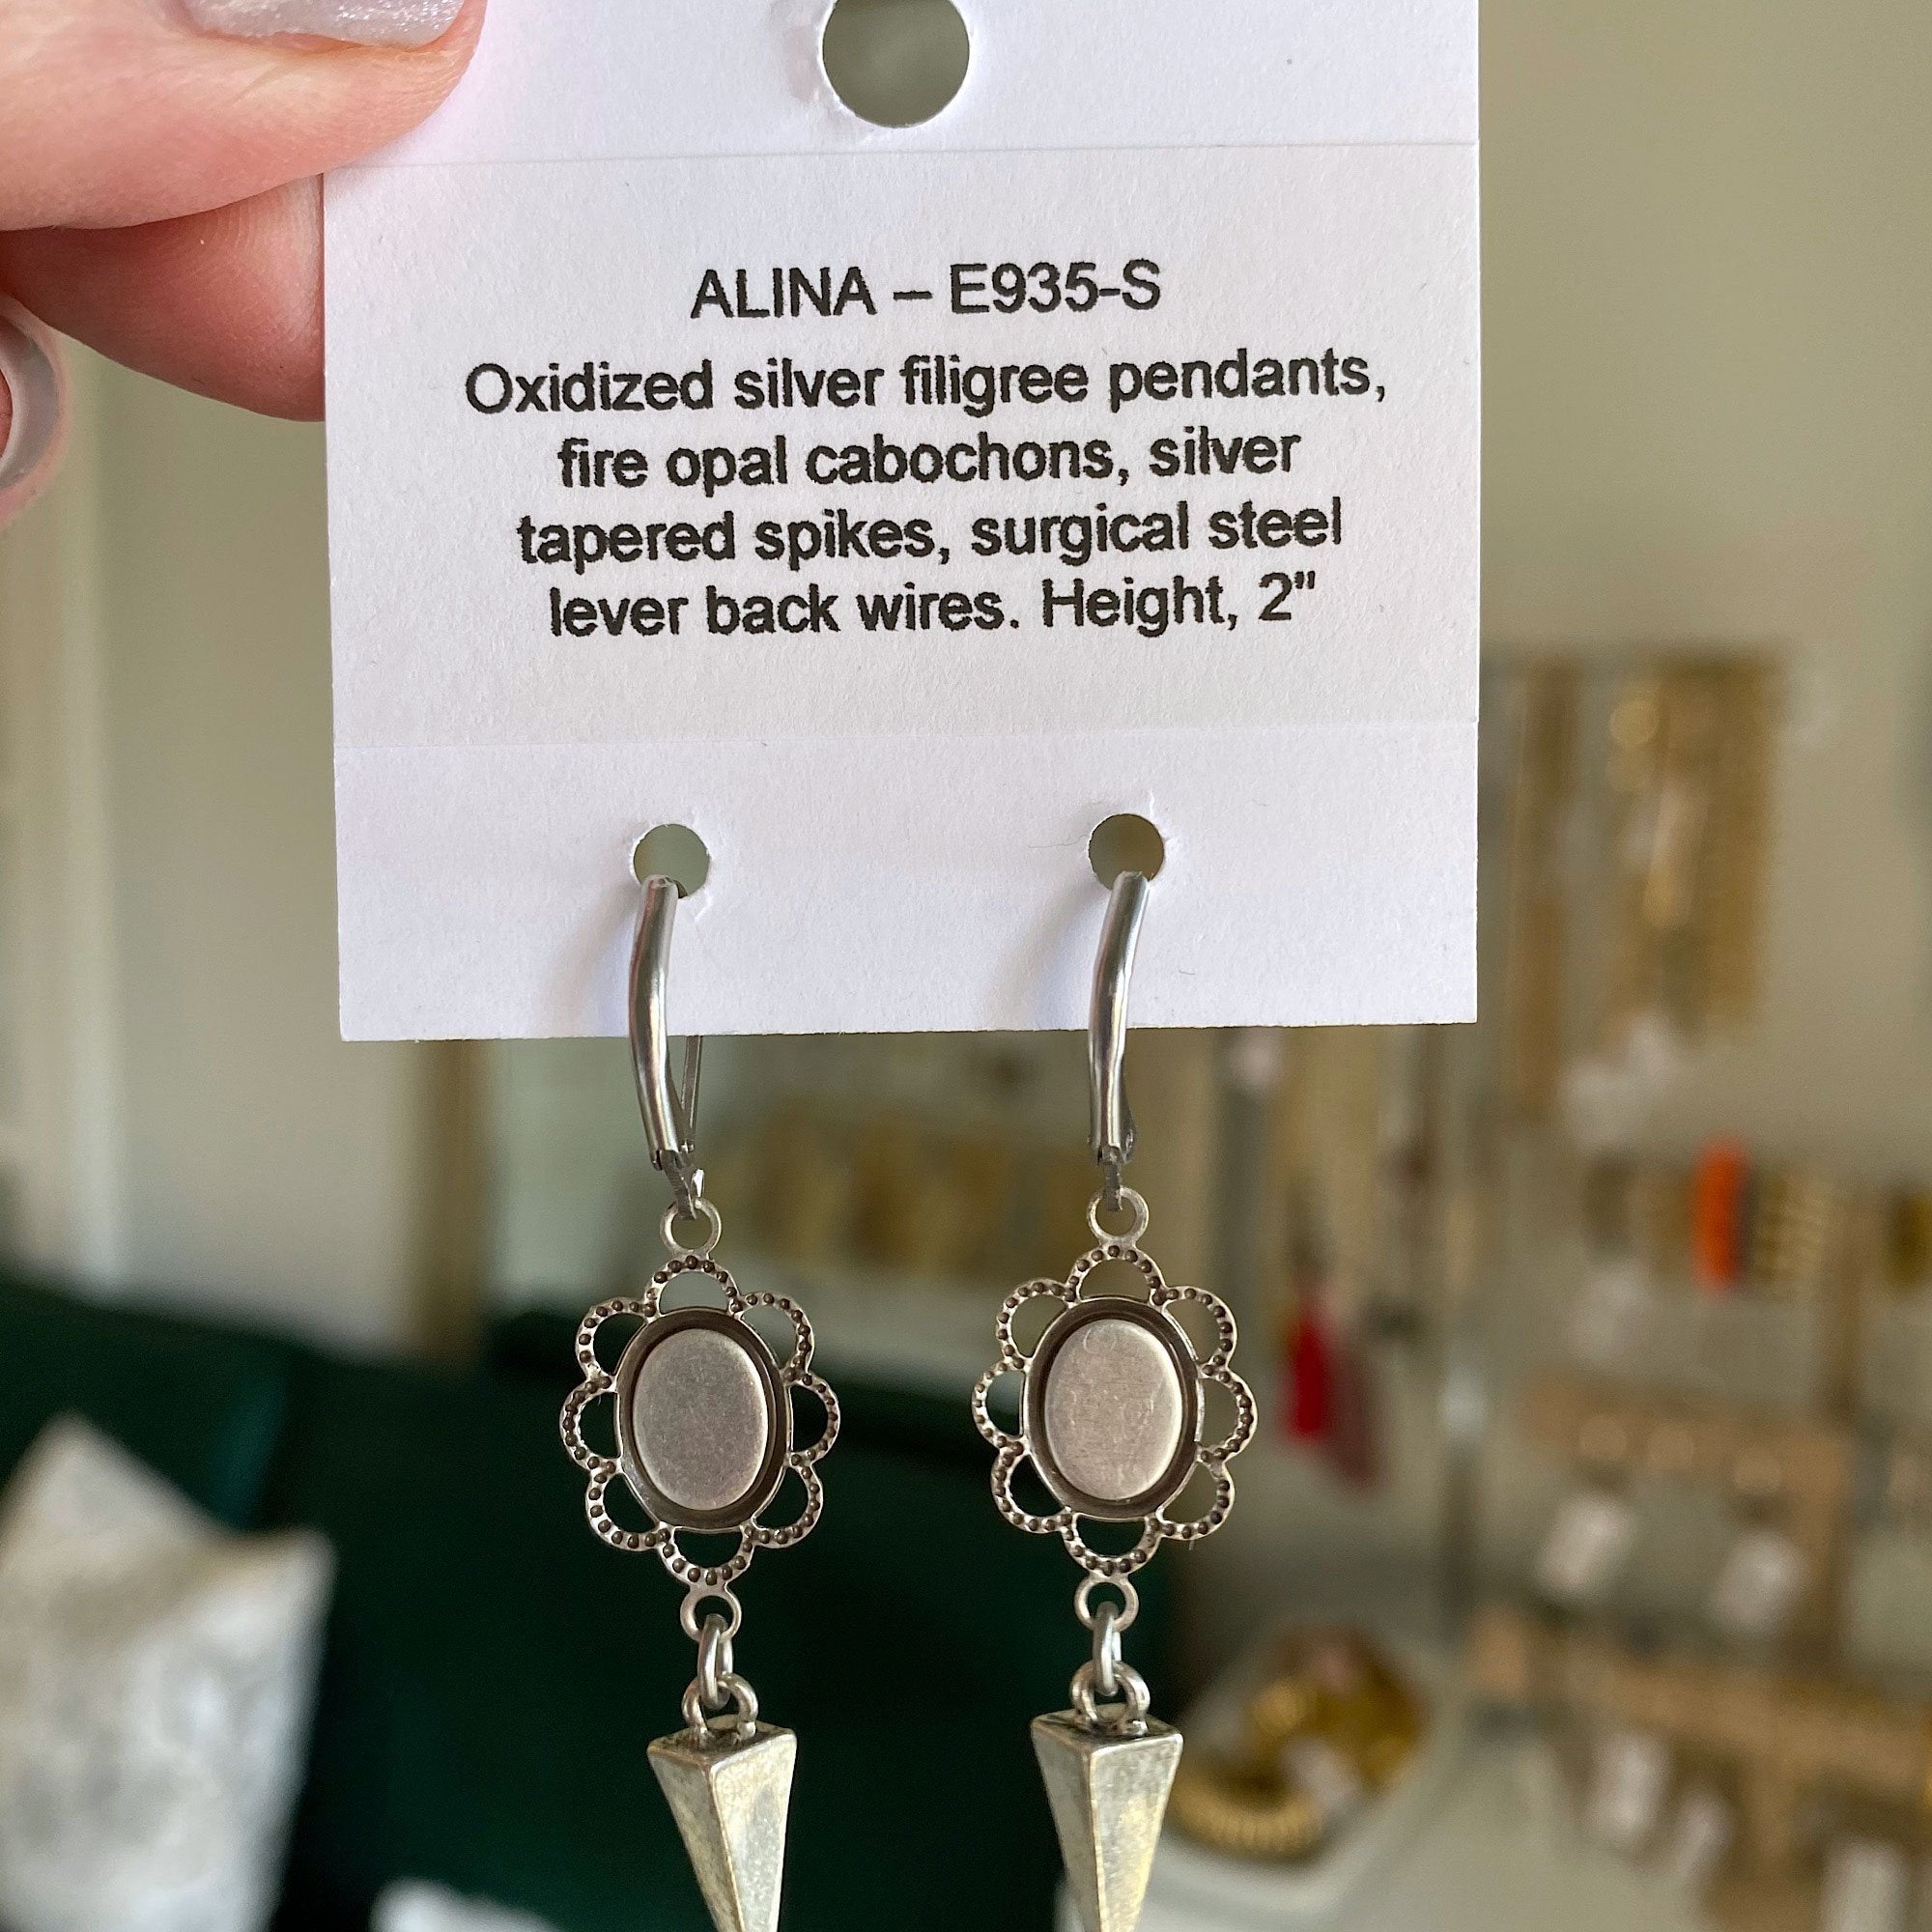 ALINA – E935-S
Oxidized silver filigree pendants,
fire opal cabochons, silver
tapered spikes, surgical steel
lever back wires. Height, 2"